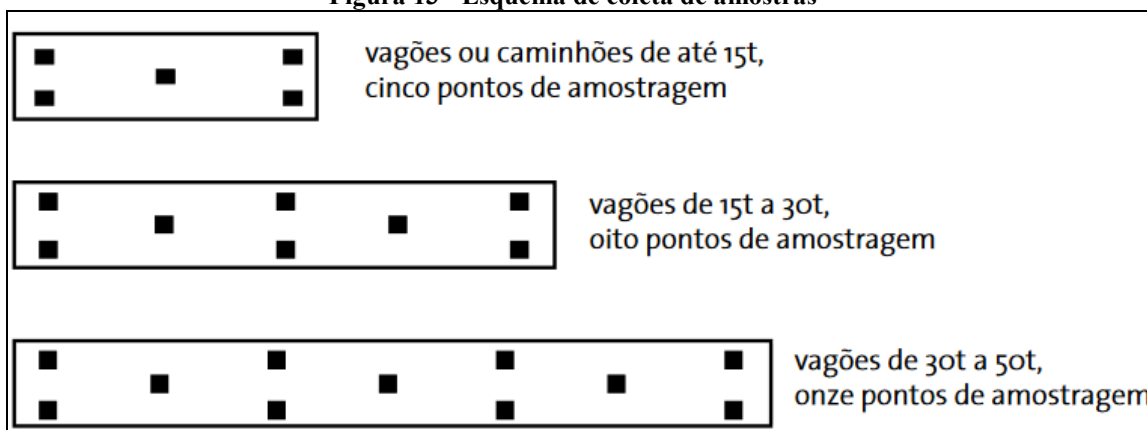 Figura 13 - Esquema de coleta de amostras
vagões ou caminhões de até 15t,
cinco pontos de amostragem
vagões de 15t a 30t,
oito pontos de amostragem
vagões de 30t a 50t,
onze pontos de amostragem